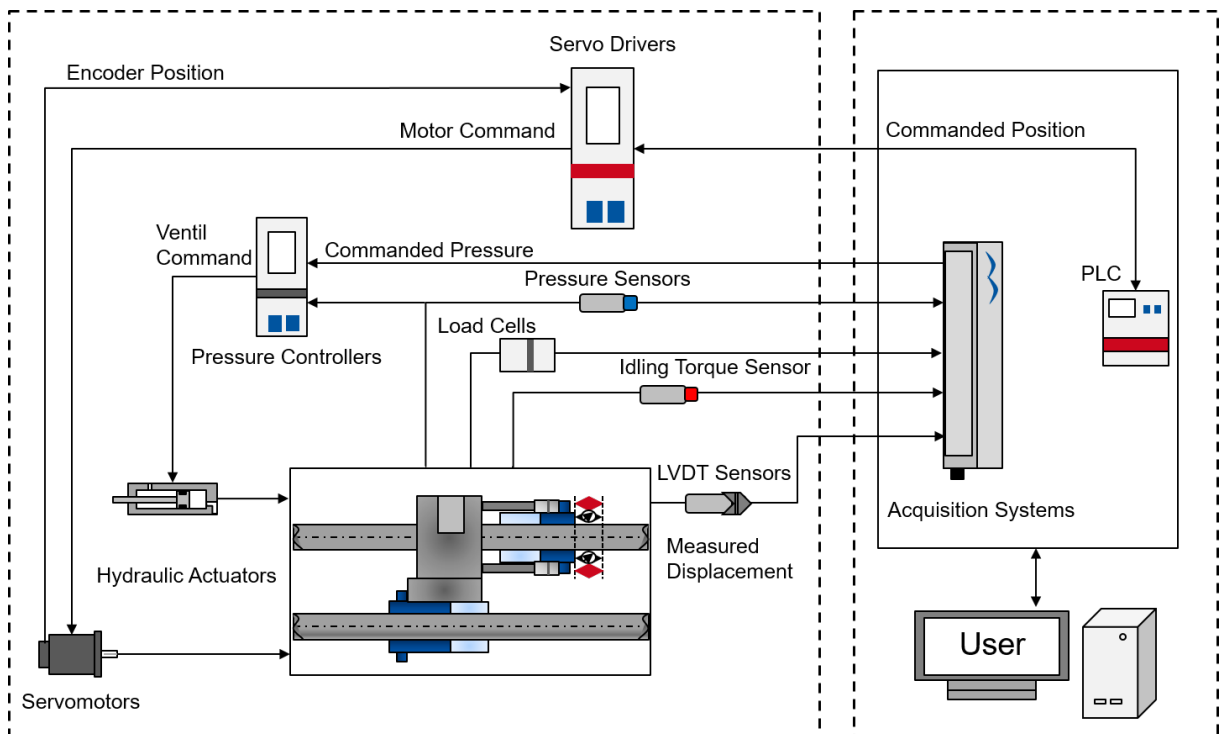 Servo Drivers
Encoder Position
Motor Command
Commanded Position
Ventil
Command
Commanded Pressure
Pressure Sensors
PLC
Load Cells
Pressure Controllers
Idling Torque Sensor
LVDT Sensors
Acquisition Systems
Measured
Displacement
Hydraulic Actuators
User
Servomotors